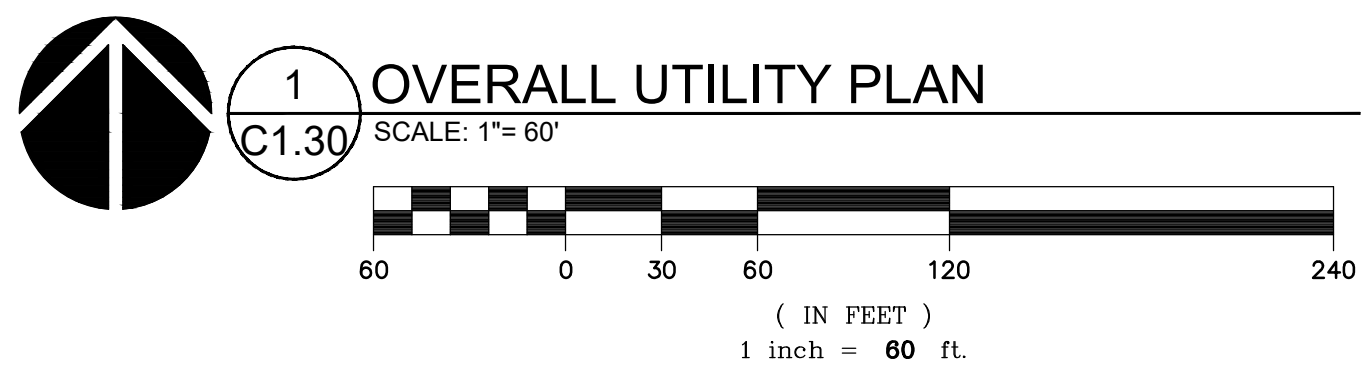 1
C1.30
OVERALL UTILITY PLAN
SCALE: 1"= 60'
60 0 30 60 120 240
( IN FEET )
1 inch = 60 ft.